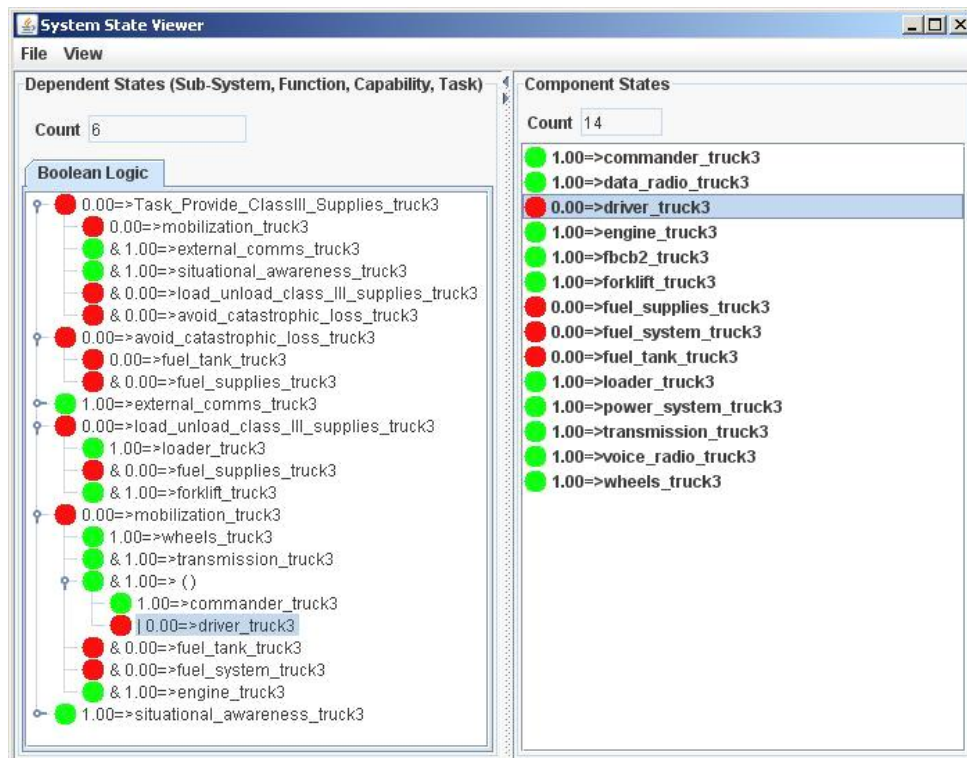 System State Viewer
File View
Dependent States (Sub-System, Function, Capability, Task)
Count 6
Boolean Logic
0.00=>Task_Provide_ClassIII_Supplies_truck3
0.00=>mobilization_truck3
& 1.00=>external_comms_truck3
& 1.00=>situational_awareness_truck3
& 0.00=>load_unload_class_III_supplies_truck3
& 0.00=>avoid_catastrophic_loss_truck3
0.00=>avoid_catastrophic_loss_truck3
0.00=>fuel_tank_truck3
& 0.00=>fuel_supplies_truck3
1.00=>external_comms_truck3
0.00=>load_unload_class_III_supplies_truck3
1.00=>loader_truck3
& 0.00=>fuel_supplies_truck3
& 1.00=>forklift_truck3
0.00=>mobilization_truck3
1.00=>wheels_truck3
& 1.00=>transmission_truck3
& 1.00=> ()
1.00=>commander_truck3
| 0.00=>driver_truck3
& 0.00=>fuel_tank_truck3
& 0.00=>fuel_system_truck3
& 1.00=>engine_truck3
1.00=>situational_awareness_truck3
Component States
Count 14
1.00=>commander_truck3
1.00=>data_radio_truck3
0.00=>driver_truck3
1.00=>engine_truck3
1.00=>fbcb2_truck3
1.00=>forklift_truck3
0.00=>fuel_supplies_truck3
0.00=>fuel_system_truck3
0.00=>fuel_tank_truck3
1.00=>loader_truck3
1.00=>power_system_truck3
1.00=>transmission_truck3
1.00=>voice_radio_truck3
1.00=>wheels_truck3